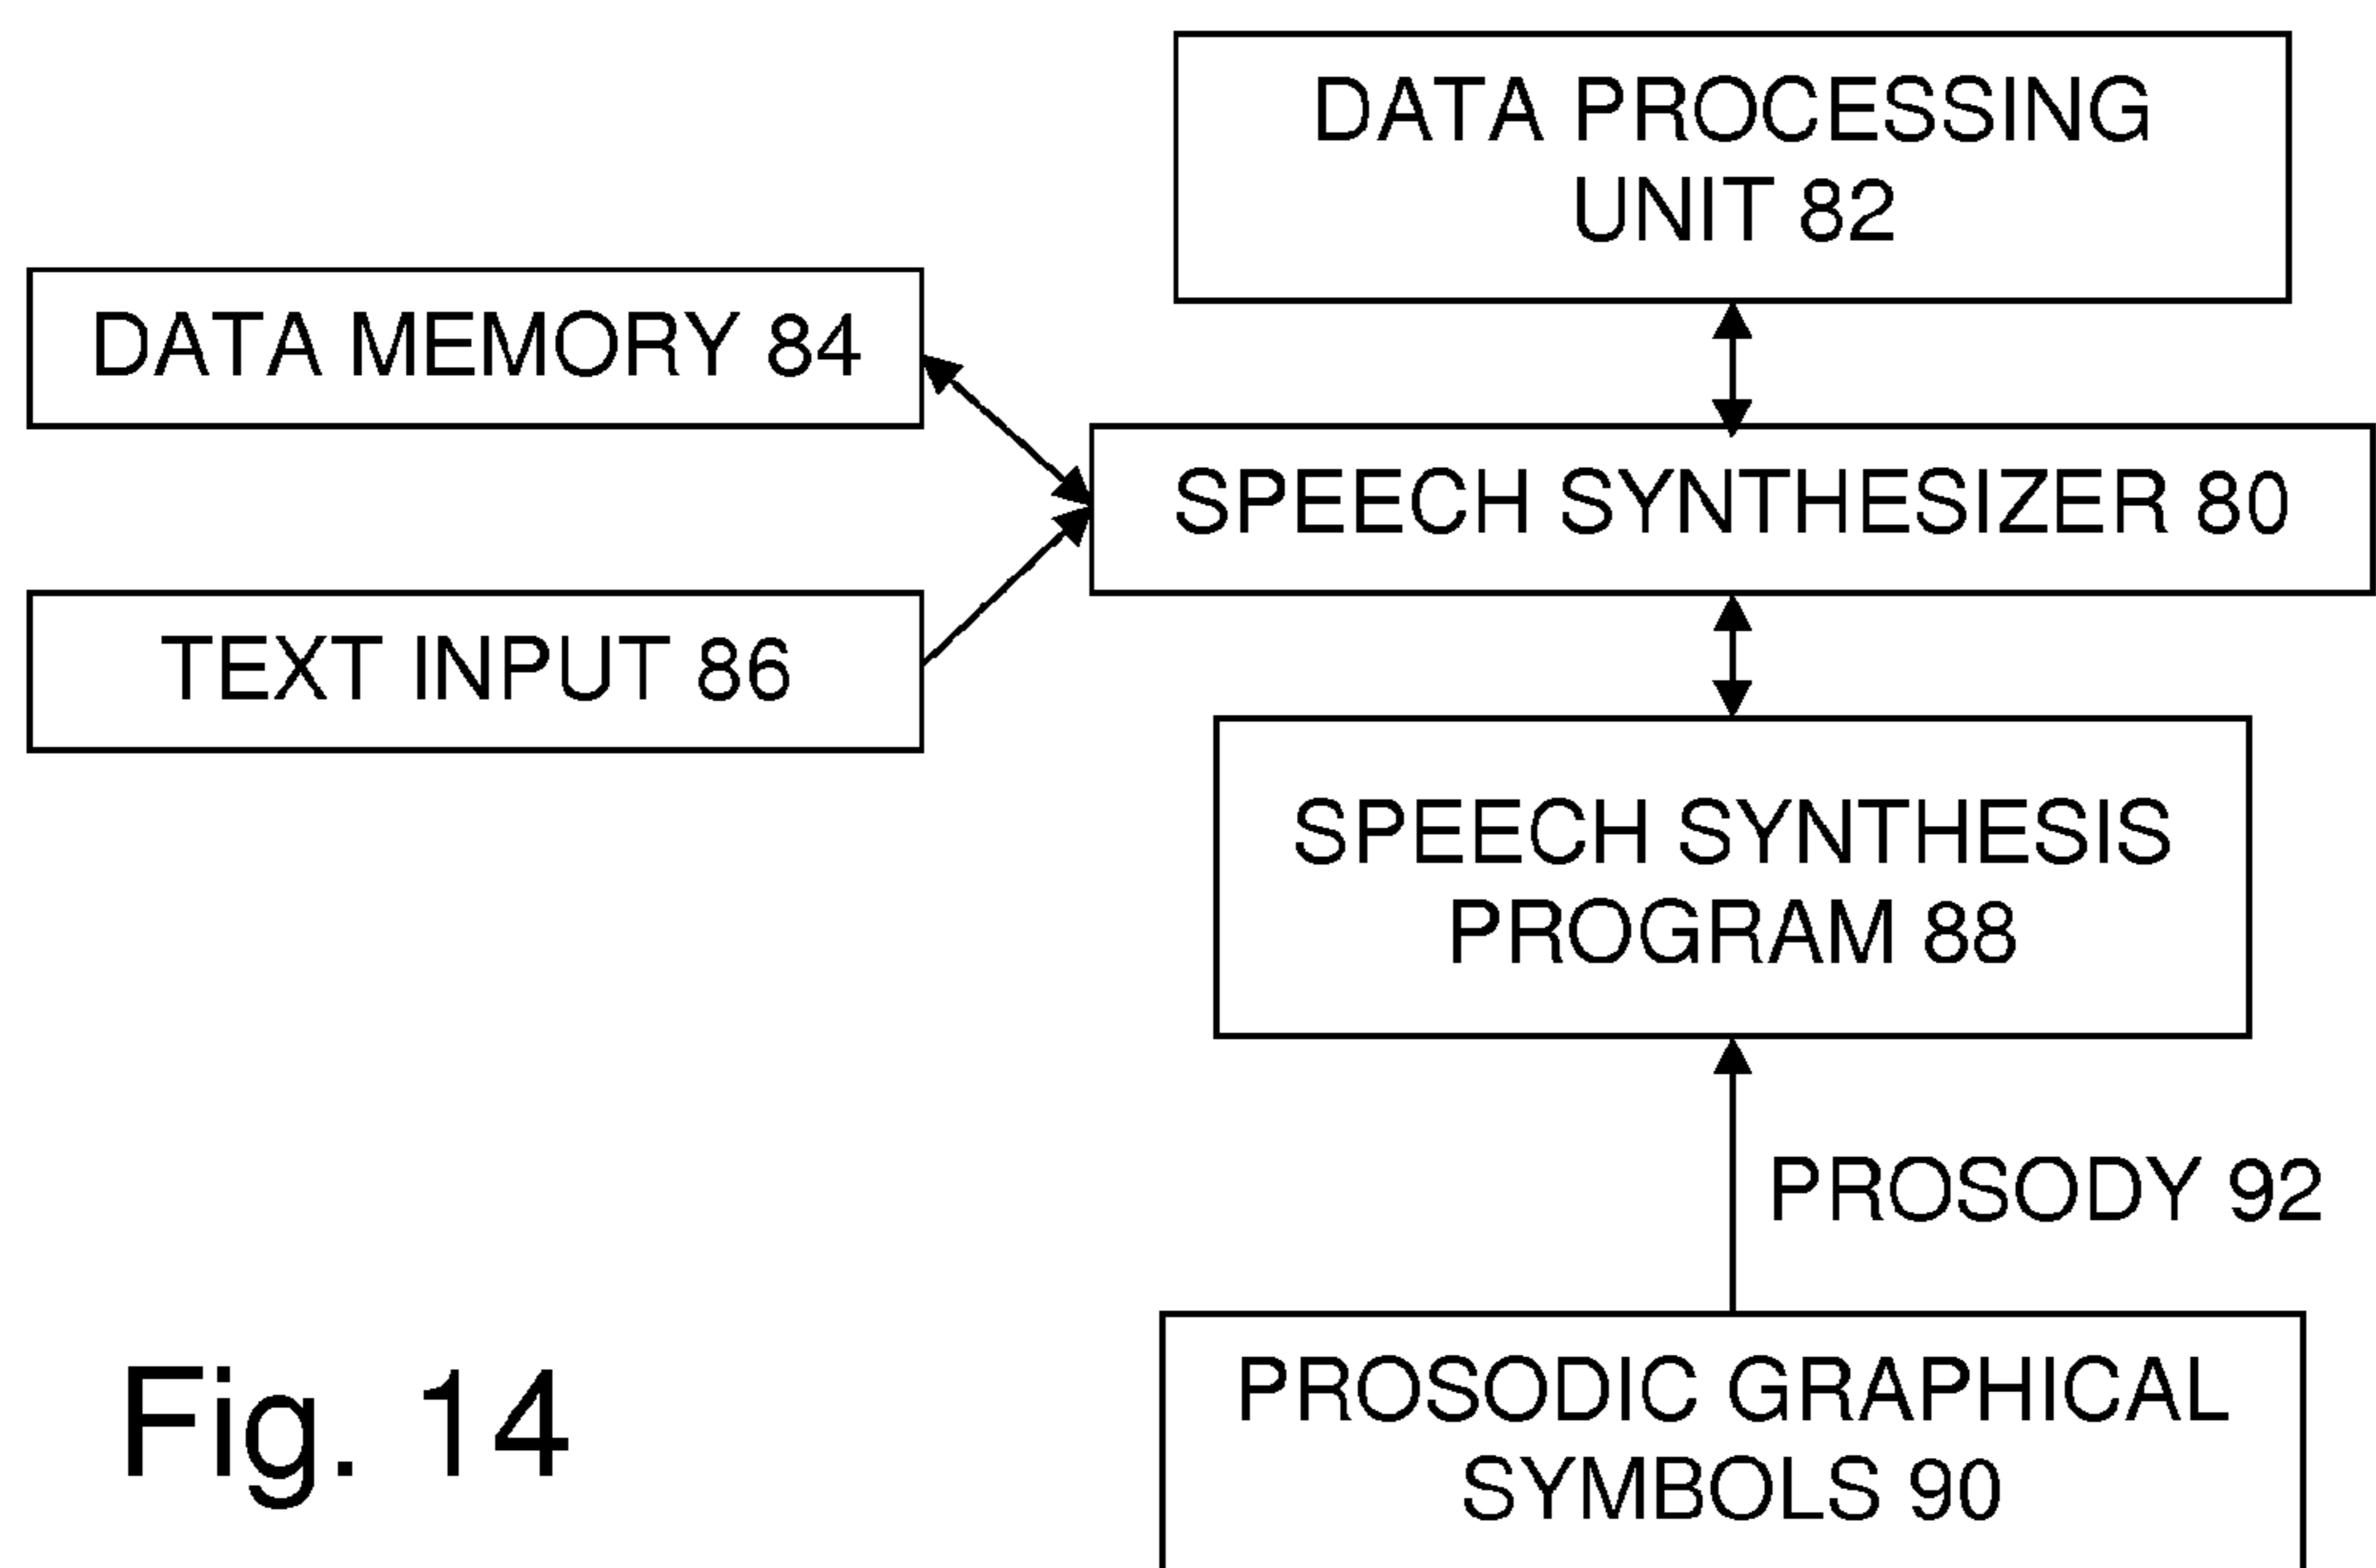 DATA PROCESSING
UNIT 82
DATA MEMORY 84
SPEECH SYNTHESIZER 80
TEXT INPUT 86
SPEECH SYNTHESIS
PROGRAM 88
PROSODY 92
PROSODIC GRAPHICAL
SYMBOLS 90
Fig. 14